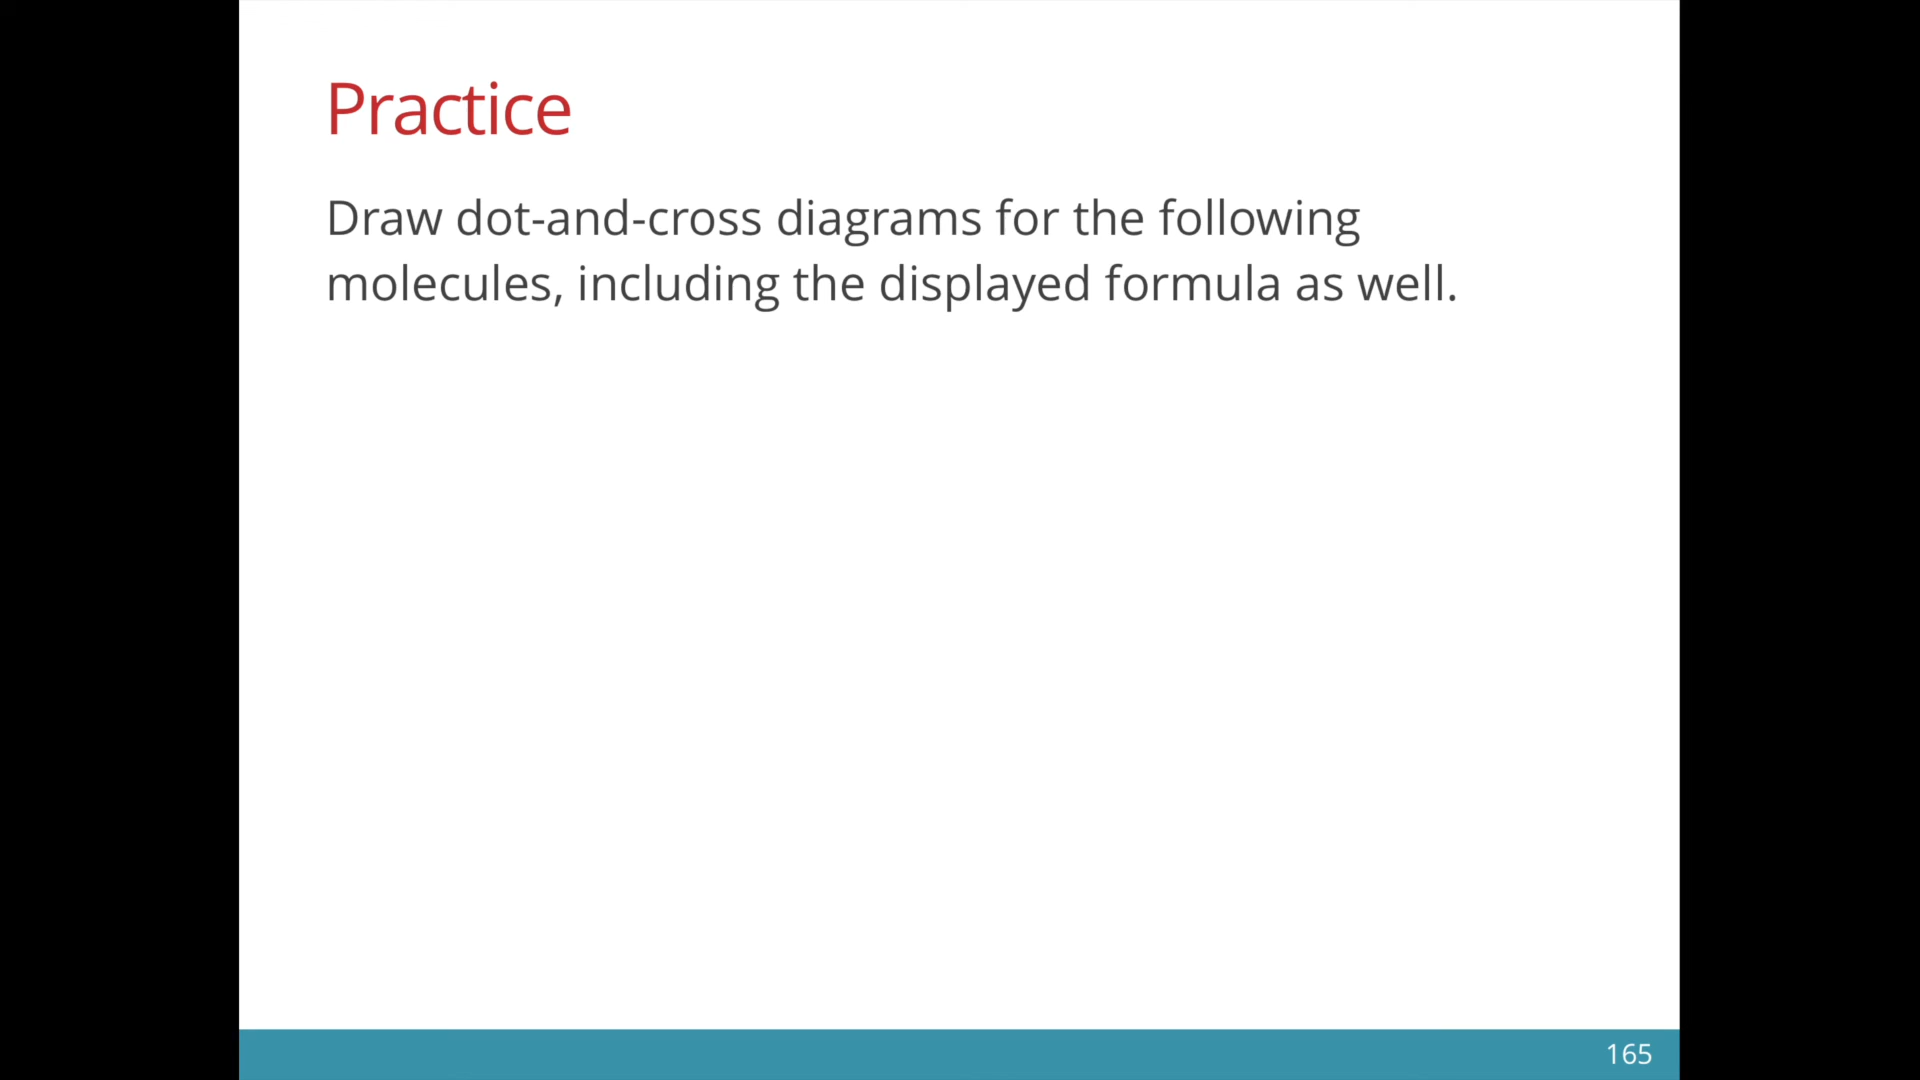 Practice
Draw dot-and-cross diagrams for the following
molecules, including the displayed formula as well.
165